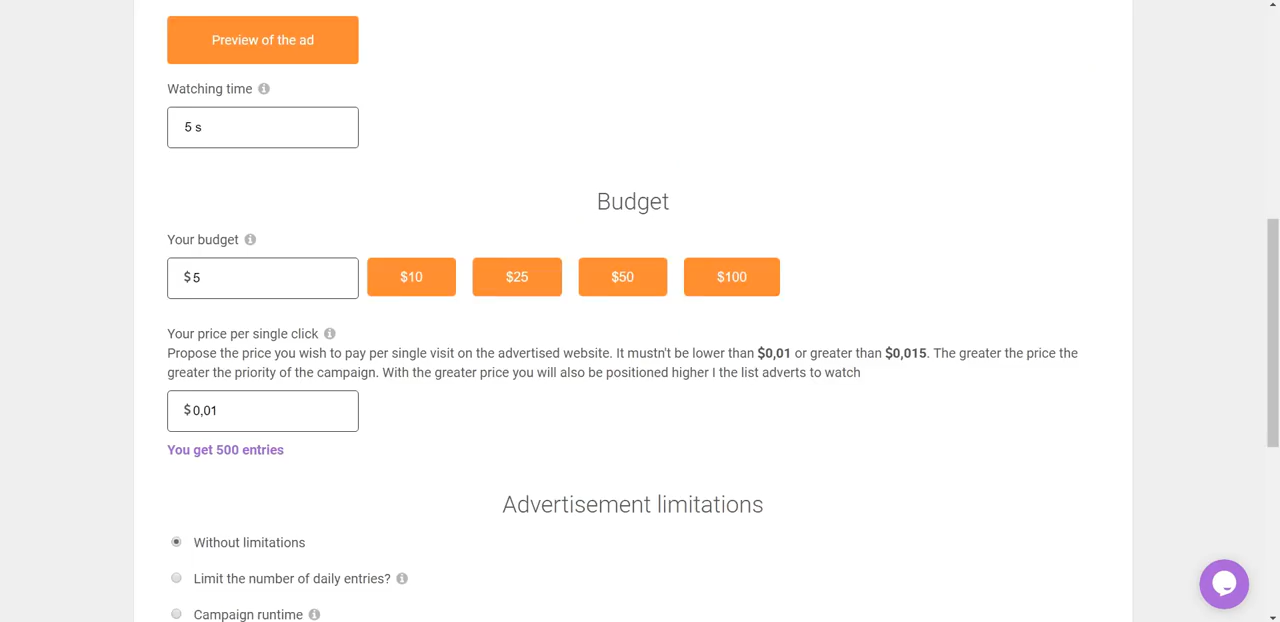 Preview of the ad
Watching time
5 s
Budget
Your budget
$ 5
$10
$25
$50
$100
Your price per single click
Propose the price you wish to pay per single visit on the advertised website. It mustn't be lower than $0,01 or greater than $0,015. The greater the price the
greater the priority of the campaign. With the greater price you will also be positioned higher I the list adverts to watch
$ 0,01
You get 500 entries
Advertisement limitations
Without limitations
Limit the number of daily entries?
Campaign runtime